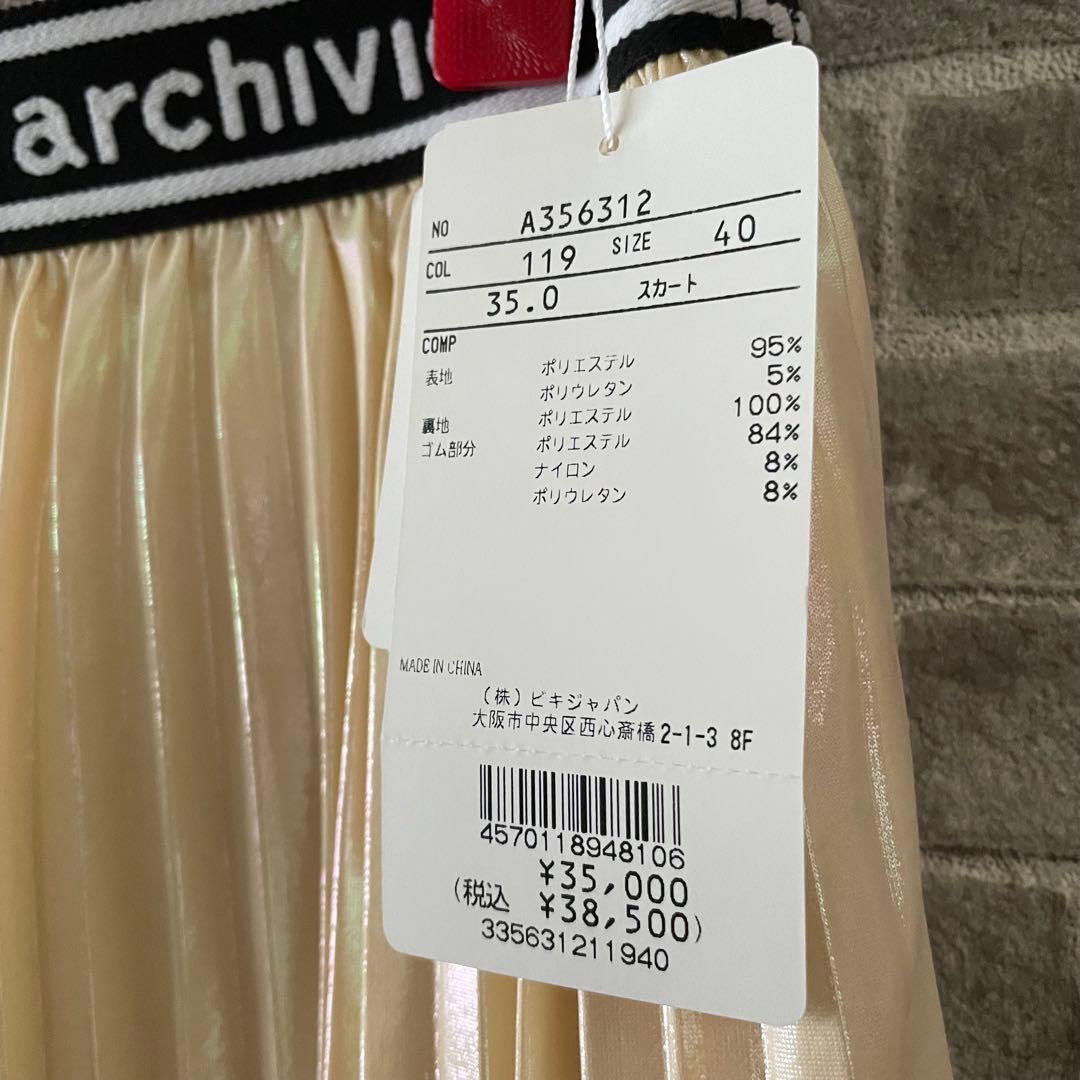 archivi
NO A356312
COL 119 SIZE 40
35.0 スカート
COMP
表地 ポリエステル 95%
ポリウレタン 5%
裏地 ポリエステル 100%
ゴム部分 ポリエステル 84%
ナイロン 8%
ポリウレタン 8%
MADE IN CHINA
(株)ビキジャパン
大阪市中央区西心斎橋2-1-3 8F
4570118948106
¥35,000
(税込 ¥38,500)
335631211940